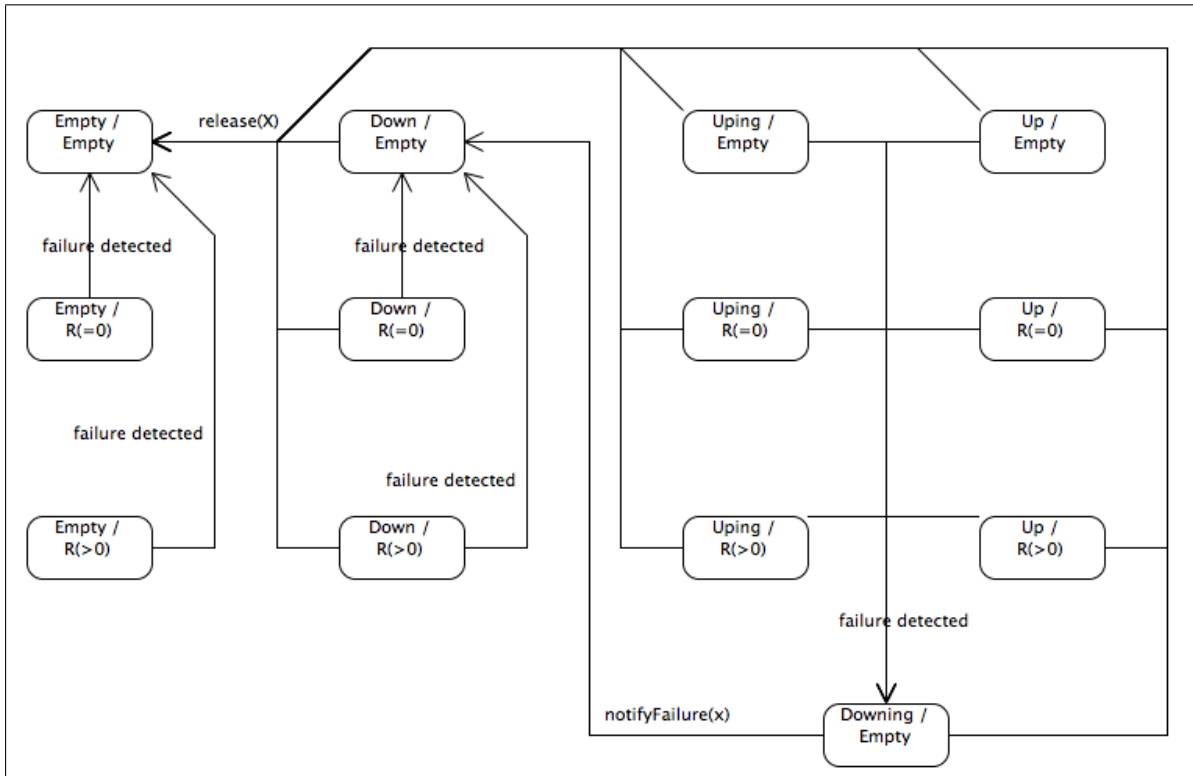 Empty /
Empty
release(X)
Down /
Empty
Uping /
Empty
Up /
Empty
failure detected
failure detected
Empty /
R(=0)
Down /
R(=0)
Uping /
R(=0)
Up /
R(=0)
failure detected
failure detected
Empty /
R(>0)
Down /
R(>0)
Uping /
R(>0)
Up /
R(>0)
failure detected
notifyFailure(x)
Downing /
Empty